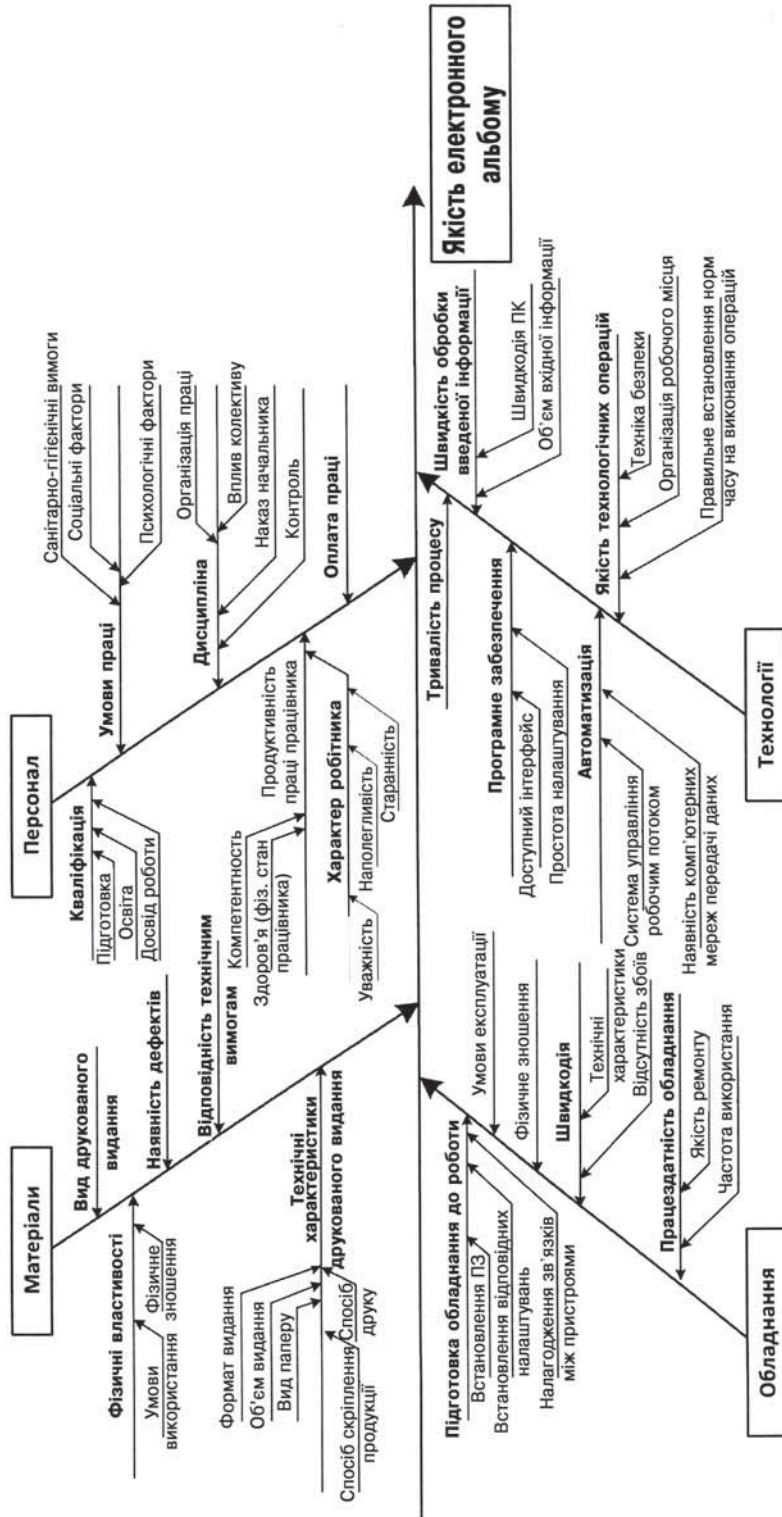 Матеріали
Вид друкованого
видання
Фізичні властивості
Умови
використання
Фізичне
зношення
Наявність дефектів
Відповідність технічним
вимогам
Технічні
характеристики
друкованого видання
Формат видання
Об'єм видання
Вид паперу
Спосіб скріплення
продукції
Спосіб
друку
Персонал
Кваліфікація
Підготовка
Освіта
Досвід роботи
Умови праці
Санітарно-гігієнічні вимоги
Соціальні фактори
Психологічні фактори
Дисципліна
Організація праці
Вплив колективу
Наказ начальника
Контроль
Продуктивність
праці працівника
Компетентность
Здоров'я (фіз. стан
працівника)
Характер робітника
Уважність
Наполегливість
Старанність
Оплата праці
Якість електронного
альбому
Підготовка обладнання до роботи
Встановлення ПЗ
Встановлення відповідних
налаштувань
Налагодження зв`язків
між пристроями
Умови експлуатації
Фізичне зношення
Швидкодія
Технічні
характеристики
Відсутність збоїв
Працездатність обладнання
Якість ремонту
Частота використання
Обладнання
Тривалість процесу
Швидкість обробки
введеної інформації
Швидкодія ПК
Об`єм вхідної інформації
Програмне забезпечення
Доступний інтерфейс
Простота налаштування
Автоматизація
Система управління
робочим потоком
Наявність комп`ютерних
мереж передачі даних
Якість технологічних операцій
Техніка безпеки
Організація робочого місця
Правильне встановлення норм
часу на виконання операцій
Технології